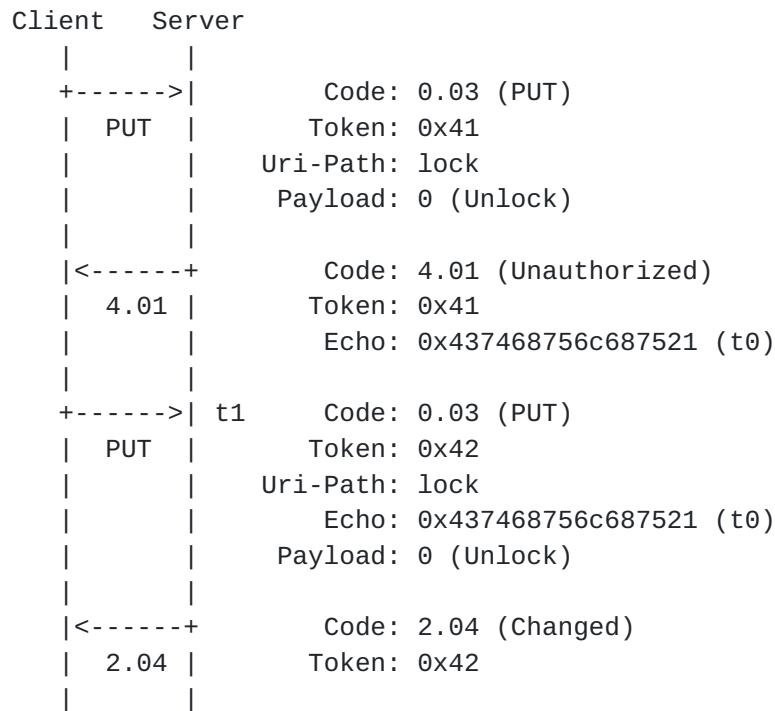 Client   Server
   |       |
   +------>|        Code: 0.03 (PUT)
   |  PUT  |       Token: 0x41
   |       |    Uri-Path: lock
   |       |     Payload: 0 (Unlock)
   |       |
   |<------+        Code: 4.01 (Unauthorized)
   |  4.01 |       Token: 0x41
   |       |        Echo: 0x437468756c687521 (t0)
   |       |
   +------>| t1     Code: 0.03 (PUT)
   |  PUT  |       Token: 0x42
   |       |    Uri-Path: lock
   |       |        Echo: 0x437468756c687521 (t0)
   |       |     Payload: 0 (Unlock)
   |       |
   |<------+        Code: 2.04 (Changed)
   |  2.04 |       Token: 0x42
   |       |